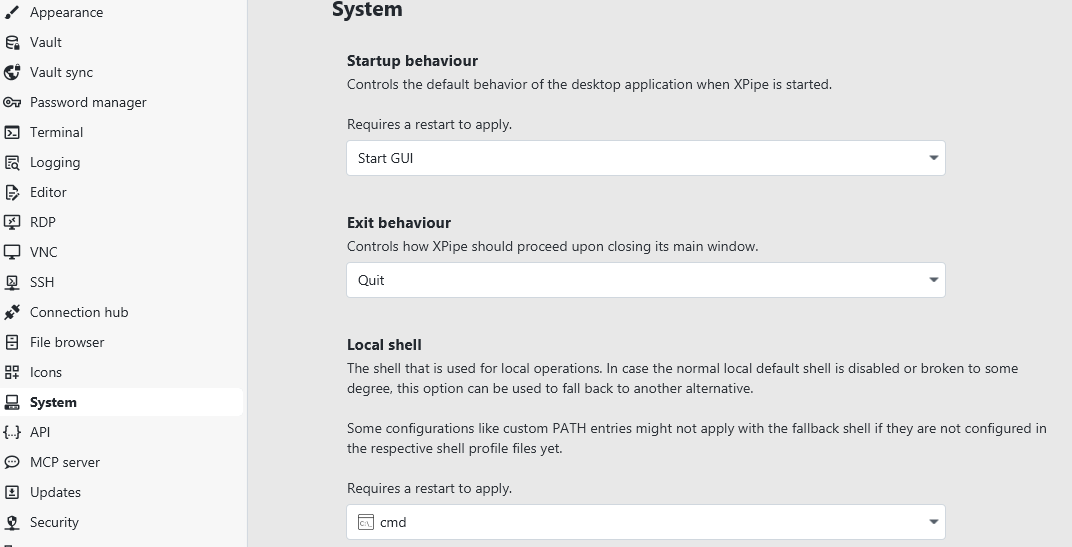 Appearance
Vault
Vault sync
Password manager
Terminal
Logging
Editor
RDP
VNC
SSH
Connection hub
File browser
Icons
System
API
MCP server
Updates
Security
System
Startup behaviour
Controls the default behavior of the desktop application when XPipe is started.
Requires a restart to apply.
Start GUI
Exit behaviour
Controls how XPipe should proceed upon closing its main window.
Quit
Local shell
The shell that is used for local operations. In case the normal local default shell is disabled or broken to some
degree, this option can be used to fall back to another alternative.
Some configurations like custom PATH entries might not apply with the fallback shell if they are not configured in
the respective shell profile files yet.
Requires a restart to apply.
cmd